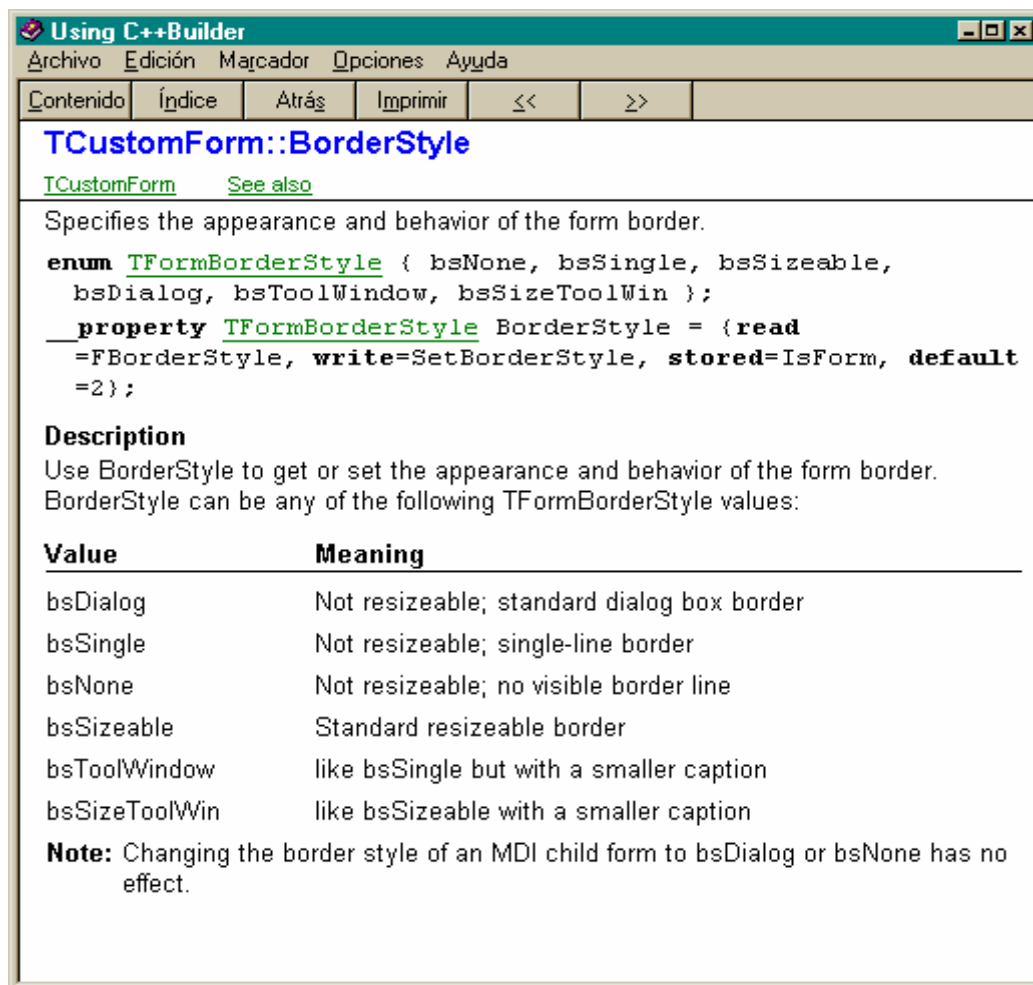 Using C++Builder
Archivo Edición Marcador Opciones Ayuda
Contenido Índice Atrás Imprimir << >>
TCustomForm::BorderStyle
TCustomForm See also
Specifies the appearance and behavior of the form border.
enum TFormBorderStyle { bsNone, bsSingle, bsSizeable,
bsDialog, bsToolWindow, bsSizeToolWin };
__property TFormBorderStyle BorderStyle = {read
=FBorderStyle, write=SetBorderStyle, stored=IsForm, default
=2};
Description
Use BorderStyle to get or set the appearance and behavior of the form border.
BorderStyle can be any of the following TFormBorderStyle values:
Value Meaning
bsDialog Not resizeable; standard dialog box border
bsSingle Not resizeable; single-line border
bsNone Not resizeable; no visible border line
bsSizeable Standard resizeable border
bsToolWindow like bsSingle but with a smaller caption
bsSizeToolWin like bsSizeable with a smaller caption
Note: Changing the border style of an MDI child form to bsDialog or bsNone has no
effect.